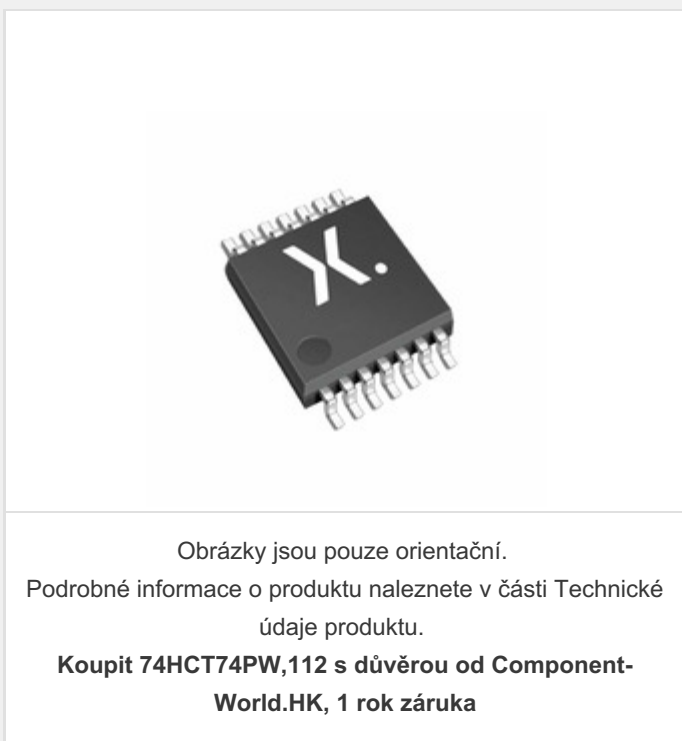 Obrázky jsou pouze orientační.
Podrobné informace o produktu naleznete v části Technické
údaje produktu.
Koupit 74HCT74PW,112 s důvěrou od Component-
World.HK, 1 rok záruka